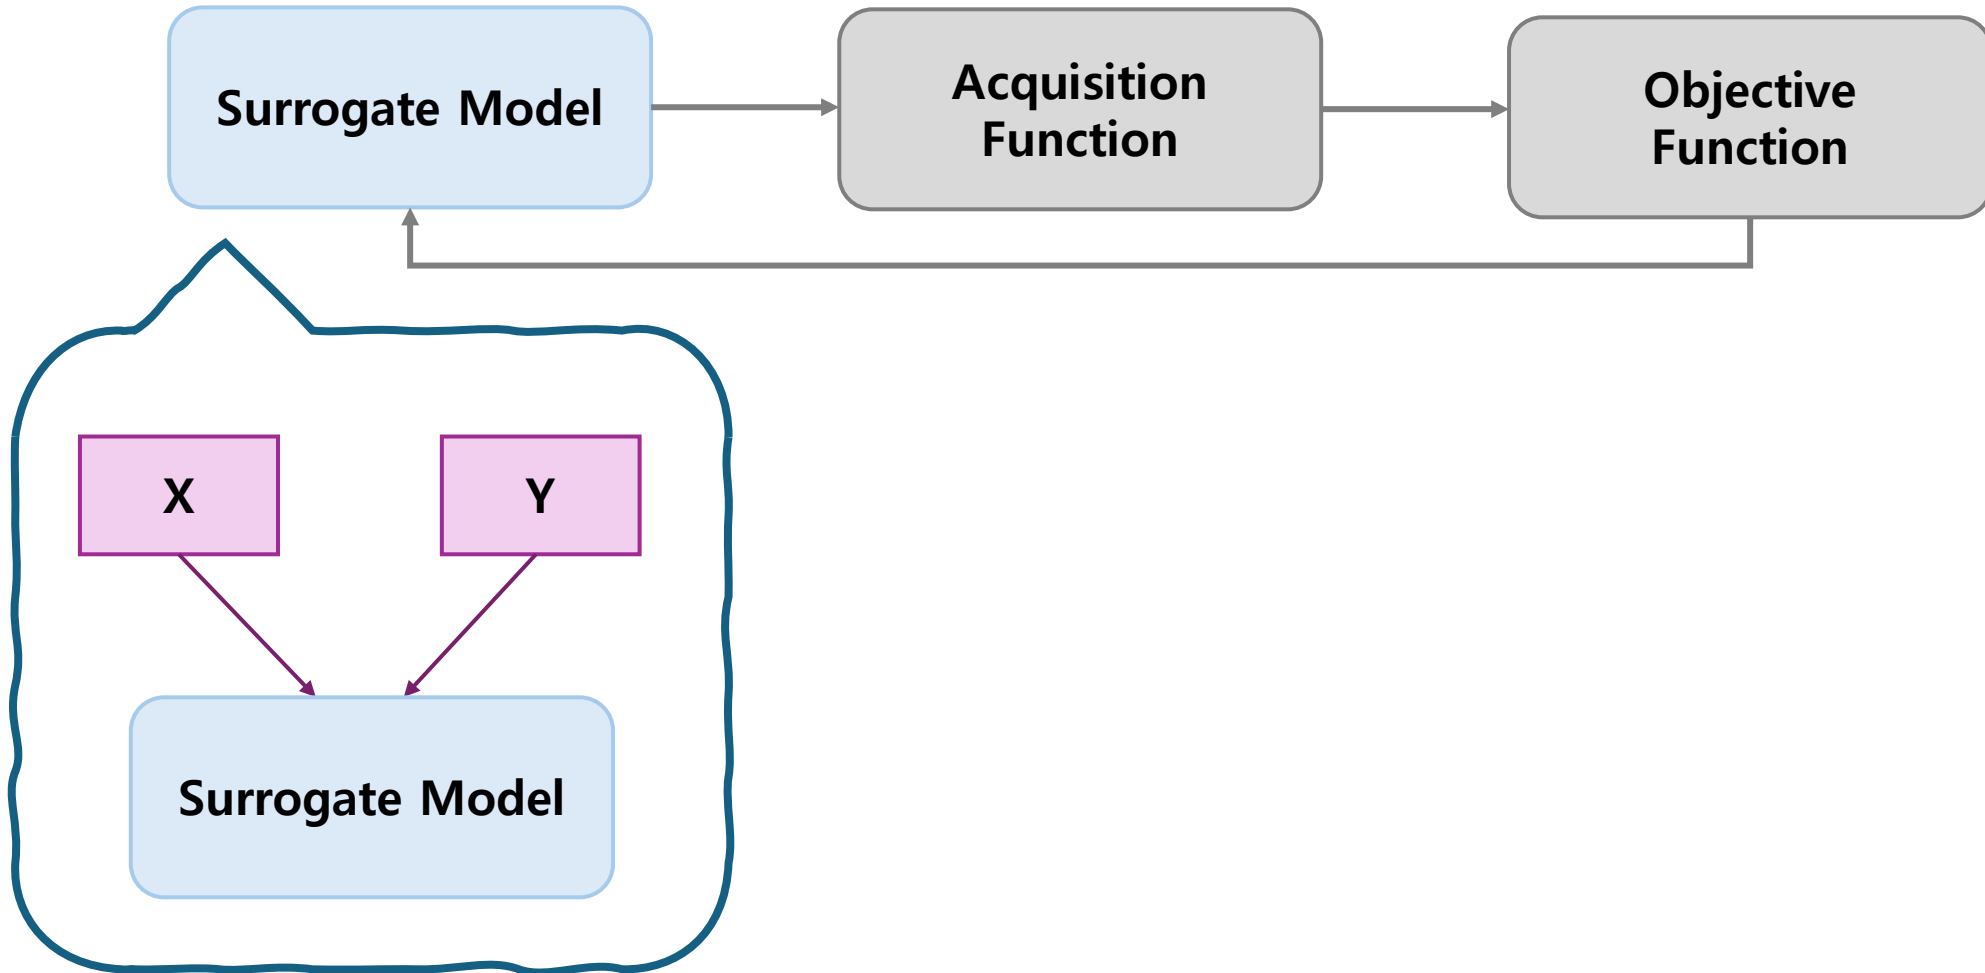 Surrogate Model
Acquisition
Function
Objective
Function
X
Y
Surrogate Model